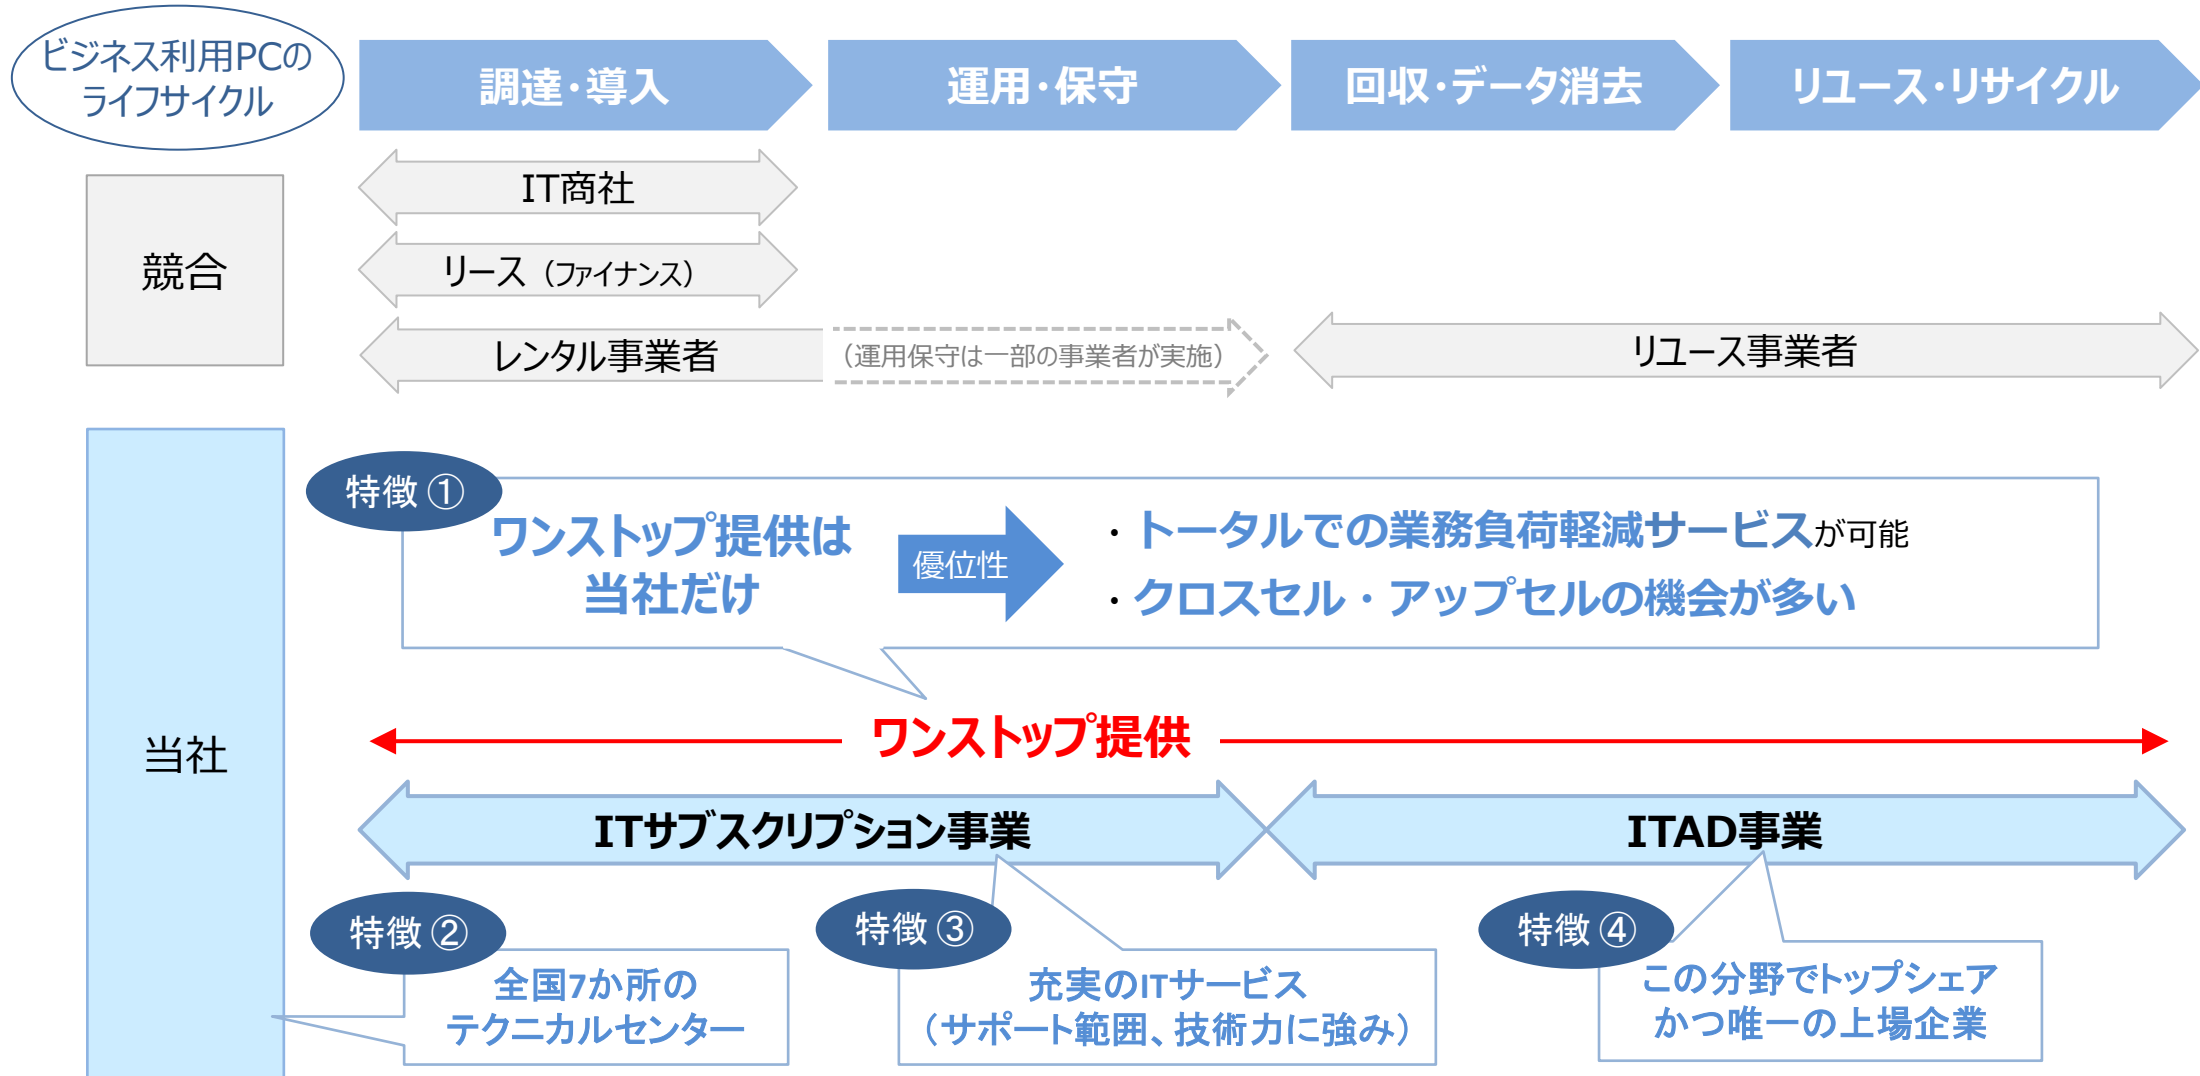 ビジネス利用PCの
ライフサイクル
調達・導入
運用・保守
回収・データ消去
リユース・リサイクル
競合
IT商社
リース（ファイナンス）
レンタル事業者
（運用保守は一部の事業者が実施）
リユース事業者
当社
特徴 ①
ワンストップ提供は
当社だけ
優位性
・トータルでの業務負荷軽減サービスが可能
・クロスセル・アップセルの機会が多い
ワンストップ提供
ITサブスクリプション事業
ITAD事業
特徴 ②
全国7か所の
テクニカルセンター
特徴 ③
充実のITサービス
（サポート範囲、技術力に強み）
特徴 ④
この分野でトップシェア
かつ唯一の上場企業